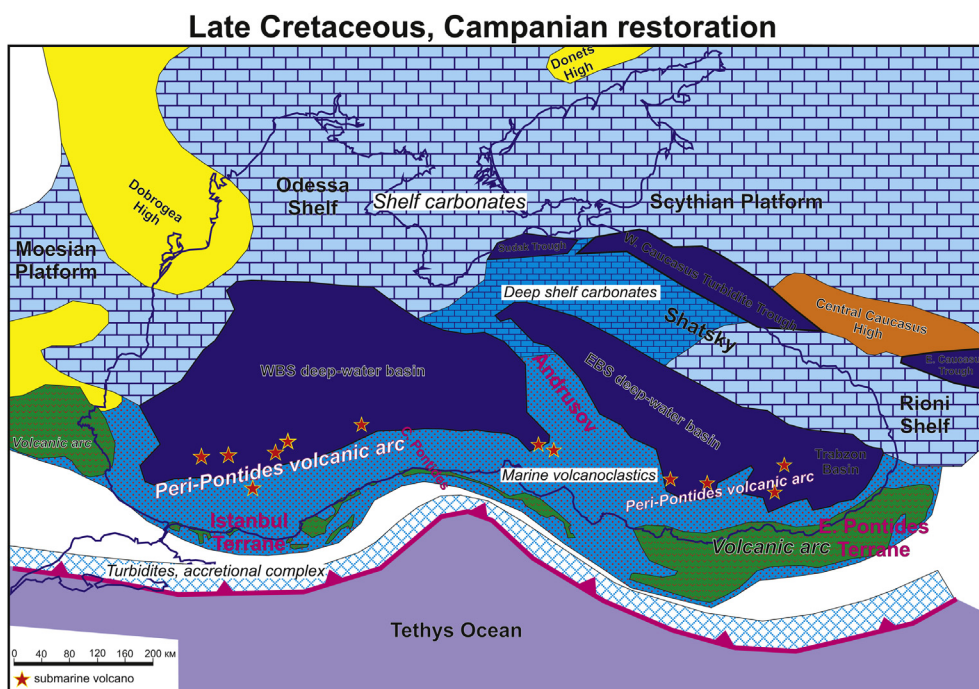 Late Cretaceous, Campanian restoration
Donets
High
Dobrogea
High
Odessa
Shelf
Shelf carbonates
Scythian Platform
Moesian
Platform
Sudak Trough
W. Caucasus Turbidite Trough
Deep shelf carbonates
Shatsky
Central Caucasus
High
E. Caucasus
Trough
WBS deep-water basin
Andrusov
EBS deep-water basin
Rioni
Shelf
Volcanic arc
Peri-Pontides volcanic arc
C. Pontides
Marine volcanoclastics
Trabzon
Basin
Peri-Pontides volcanic arc
Istanbul
Terrane
E. Pontides
Terrane
Volcanic arc
Turbidites, accretional complex
Tethys Ocean
0 40 80 120 160 200 км
submarine volcano